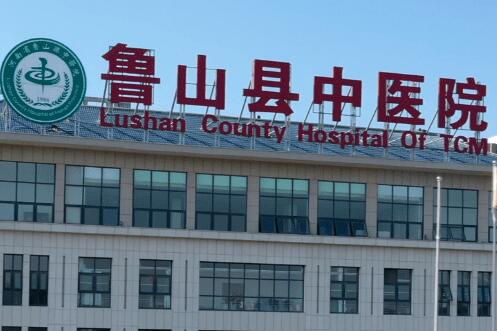 鲁山县中医院
Lushan County Hospital Of TCM